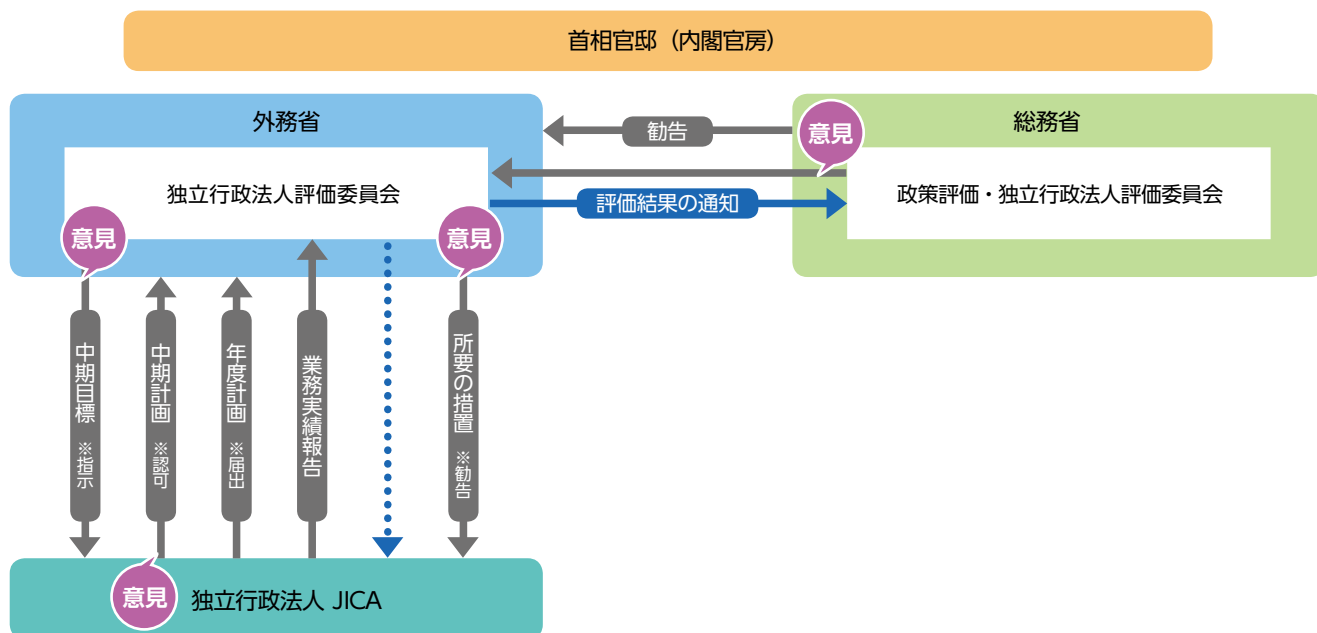 首相官邸（内閣官房）
外務省
勧告
意見
総務省
独立行政法人評価委員会
評価結果の通知
政策評価・独立行政法人評価委員会
意見
意見
中期目標 ※指示
中期計画 ※認可
年度計画 ※届出
業務実績報告
所要の措置 ※勧告
意見
独立行政法人 JICA